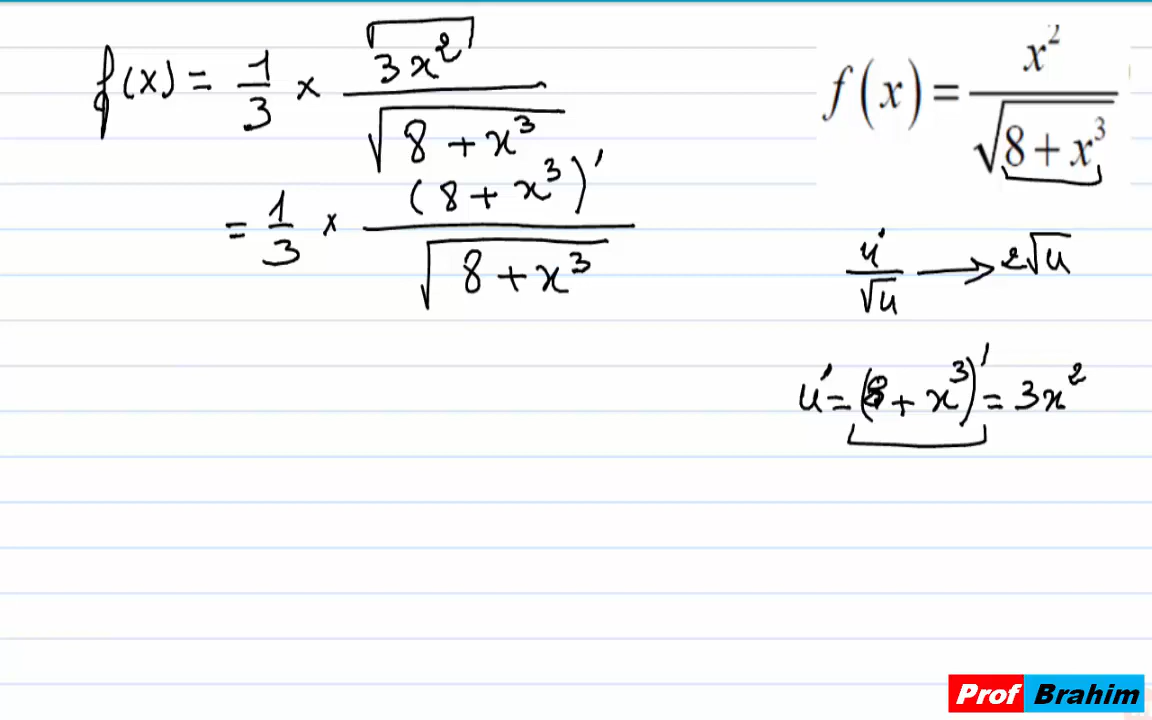 f(x) = 1/3 × 3x²/√(8 + x³)
= 1/3 × (8 + x³)'/√(8 + x³)
f(x) = x²/√(8 + x³)
u'/√u → 2√u
u' = (8 + x³)' = 3x²
Prof Brahim